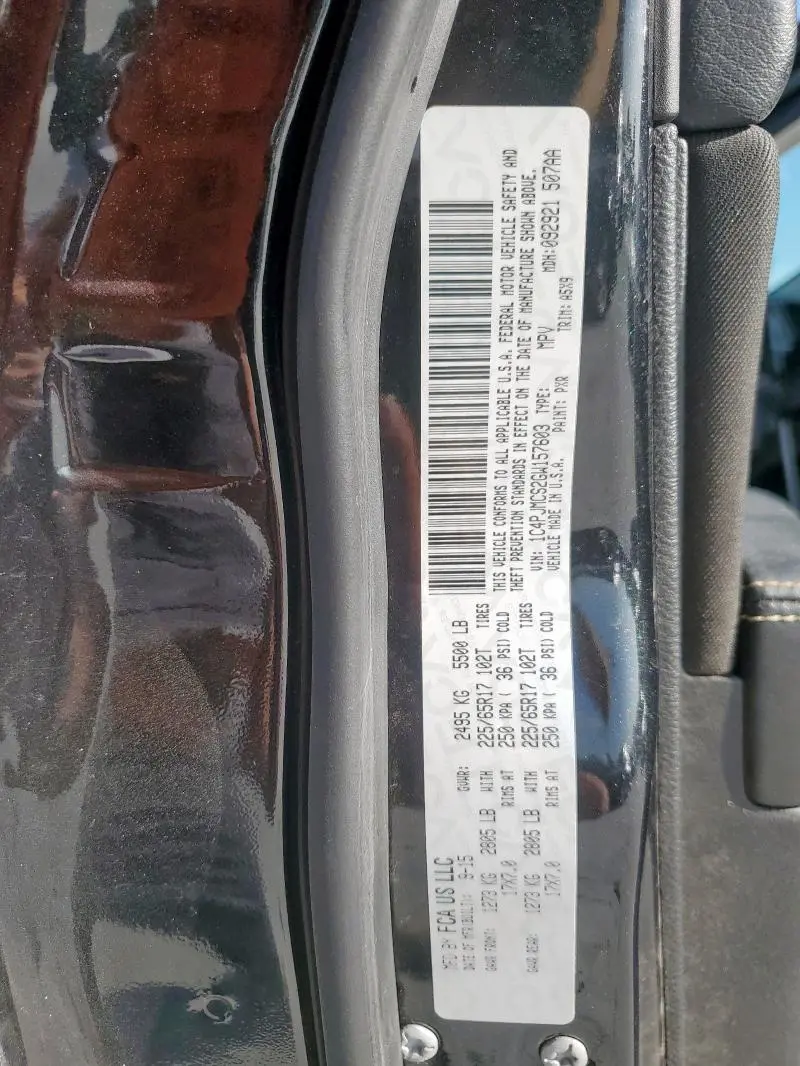 MFD BY FCA US LLC
DATE OF MFR(BUILT): 9-15 GVWR: 2495 KG 5500 LB
GAWR FRONT: 1273 KG 2805 LB WITH 225/65R17 102T TIRES
17X7.0 RIMS AT 250 KPA ( 36 PSI) COLD
GAWR REAR: 1273 KG 2805 LB WITH 225/65R17 102T TIRES
17X7.0 RIMS AT 250 KPA ( 36 PSI) COLD
THIS VEHICLE CONFORMS TO ALL APPLICABLE U.S.A. FEDERAL MOTOR VEHICLE SAFETY AND
THEFT PREVENTION STANDARDS IN EFFECT ON THE DATE OF MANUFACTURE SHOWN ABOVE.
VIN: 1C4PJMCS2GW157603 TYPE: MPV MDH:092921 507AA
VEHICLE MADE IN U.S.A. PAINT: PXR TRIM: A5X9